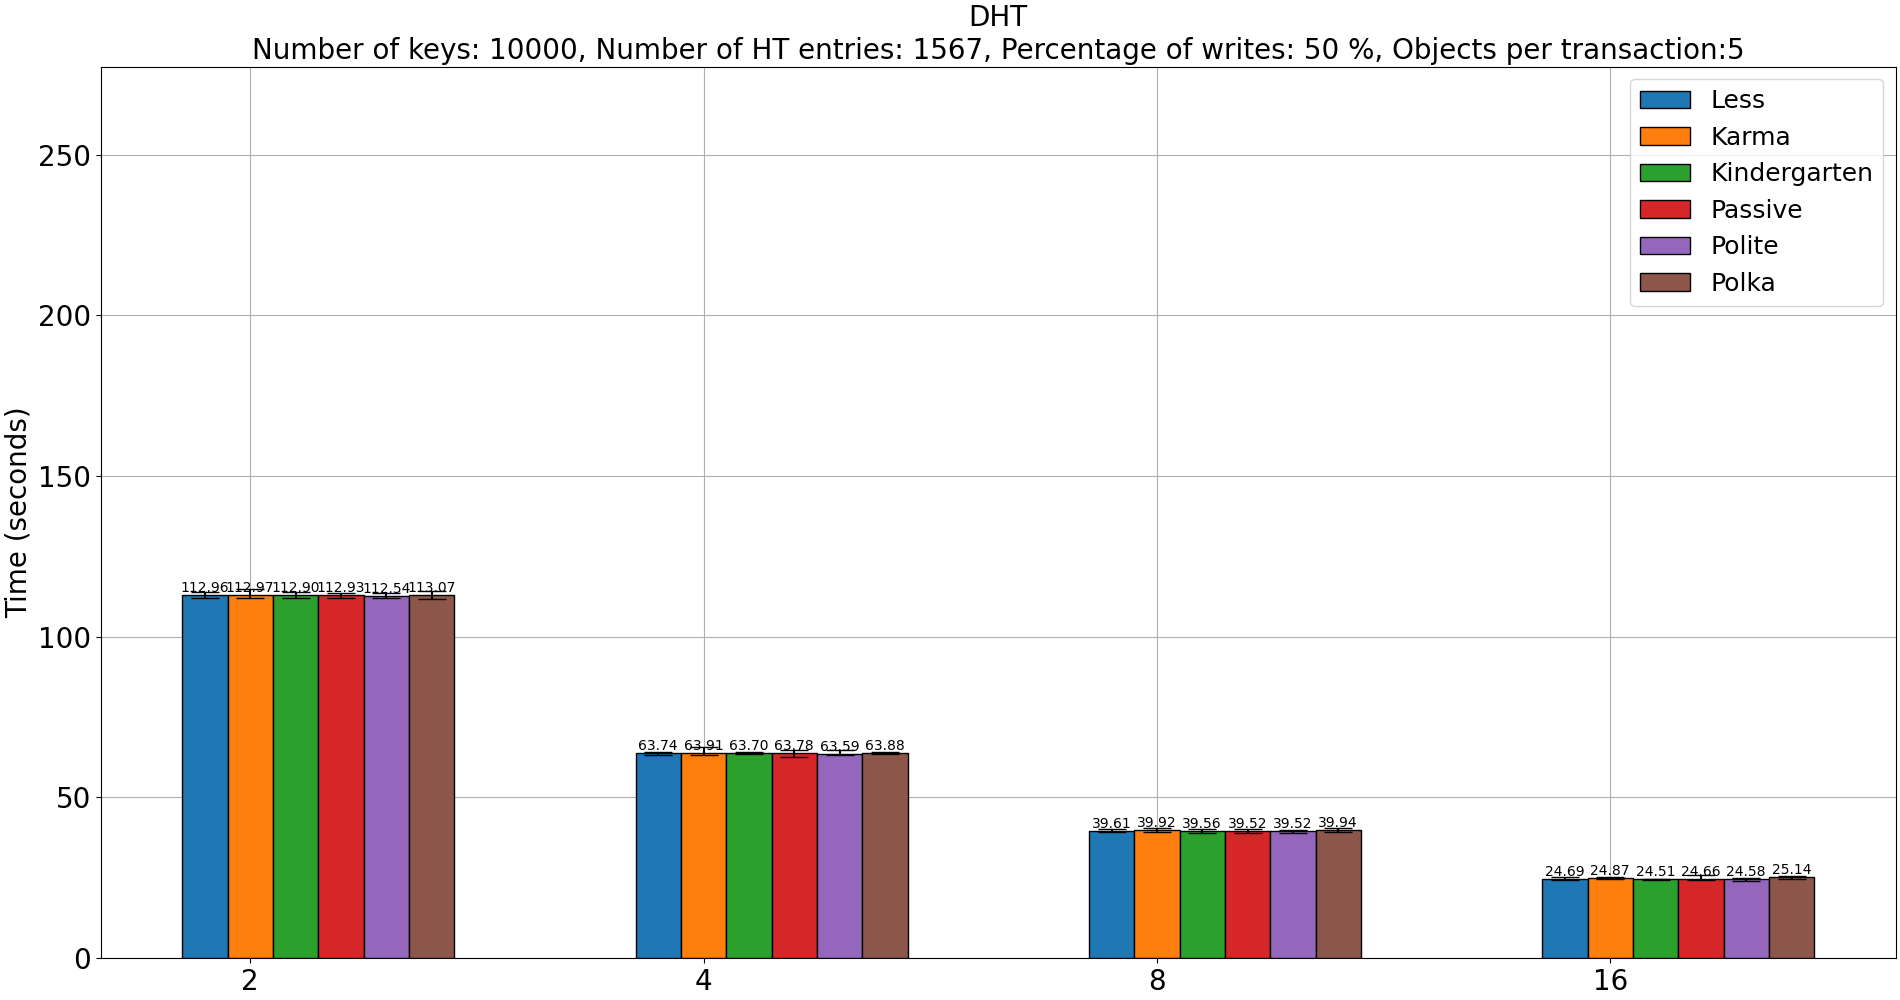 DHT
Number of keys: 10000, Number of HT entries: 1567, Percentage of writes: 50 %, Objects per transaction:5
Time (seconds)
250
200
150
100
50
0
Less
Karma
Kindergarten
Passive
Polite
Polka
112.96 112.97 112.90 112.93 112.54 113.07
63.74 63.91 63.70 63.78 63.59 63.88
39.61 39.92 39.56 39.52 39.52 39.94
24.69 24.87 24.51 24.66 24.58 25.14
2 4 8 16